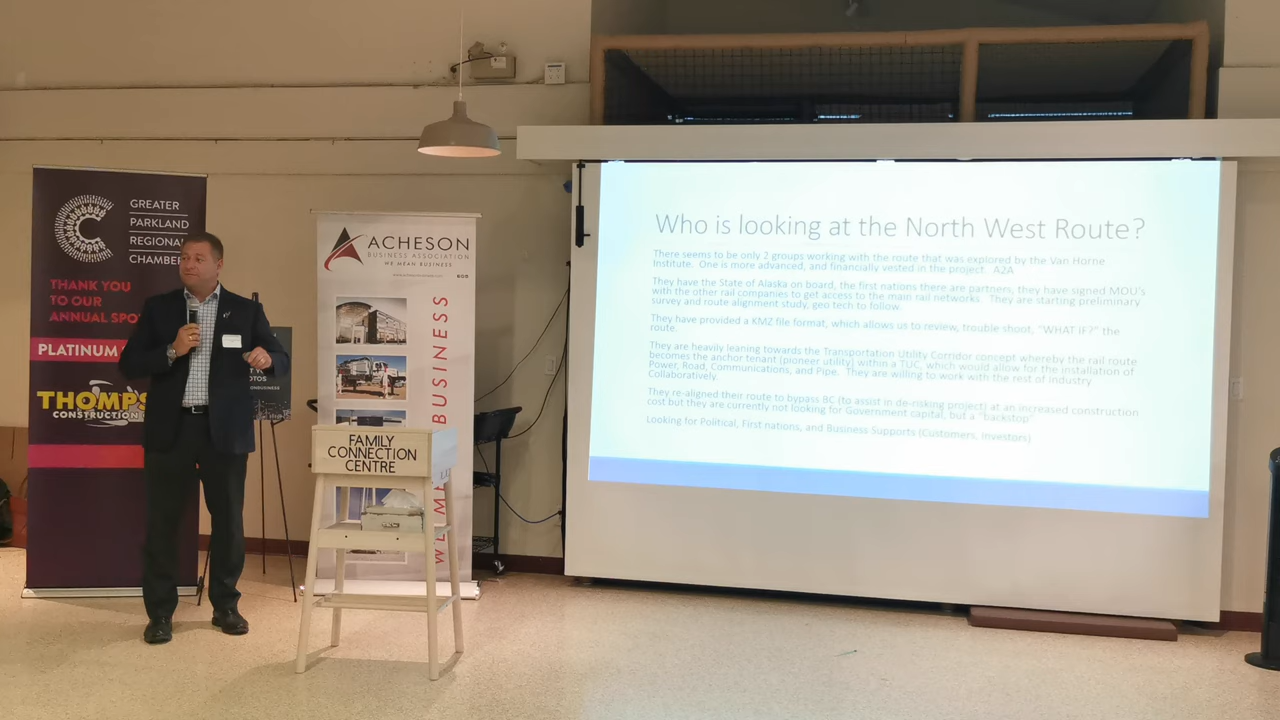 GREATER
PARKLAND
REGIONAL
CHAMBE
THANK YOU
TO OUR
ANNUAL SPO
PLATINUM
THOMPS
CONSTRUCTION
OTOS
ACHESON
BUSINESS ASSOCIATION
WE MEAN BUSINESS
BUSINESS
WE ME
FAMILY
CONNECTION
CENTRE
Who is looking at the North West Route?
There seems to be only 2 groups working with the route that was explored by the Van Horne
Institute. One is more advanced, and financially vested in the project. A2A
They have the State of Alaska on board, the first nations there are partners, they have signed MOU's
with the other rail companies to get access to the main rail networks. They are starting preliminary
survey and route alignment study, geo tech to follow.
They have provided a KMZ file format, which allows us to review, trouble shoot, "WHAT IF?" the
route.
They are heavily leaning towards the Transportation Utility Corridor concept whereby the rail route
becomes the anchor tenant (pioneer utility) within a TUC, which would allow for the installation of
Power, Road, Communications, and Pipe. They are willing to work with the rest of Industry
Collaboratively.
They re-aligned their route to bypass BC (to assist in de-risking project) at an increased construction
cost but they are currently not looking for Government capital, but a "backstop"
Looking for Political, First nations, and Business Supports (Customers, Investors)